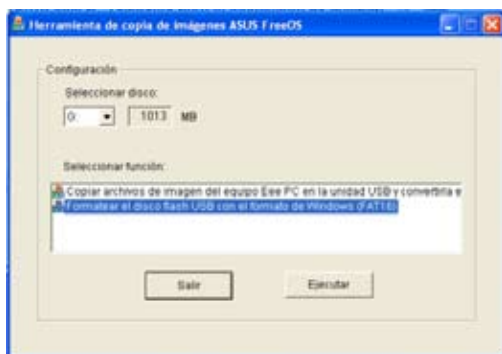 Herramienta de copia de imágenes ASUS FreeOS
Configuración
Seleccionar disco:
1013 MB
Seleccionar función:
Copiar archivos de imagen del equipo Eee PC en la unidad USB y convertirla e
Formatear el disco flash USB con el formato de Windows (FAT16)
Salir
Ejecutar